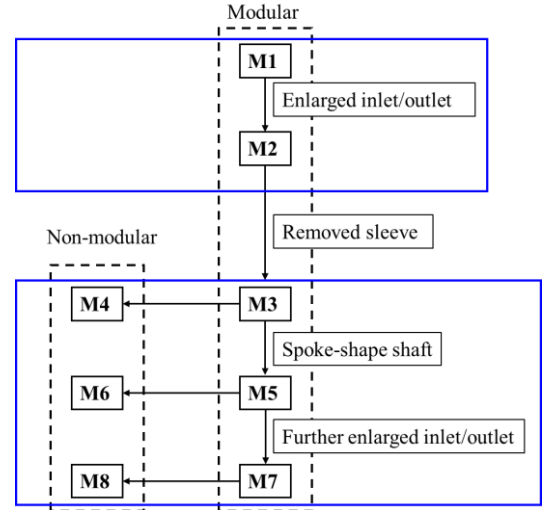 Modular
M1
Enlarged inlet/outlet
M2
Removed sleeve
Non-modular
M4
M3
Spoke-shape shaft
M6
M5
Further enlarged inlet/outlet
M8
M7